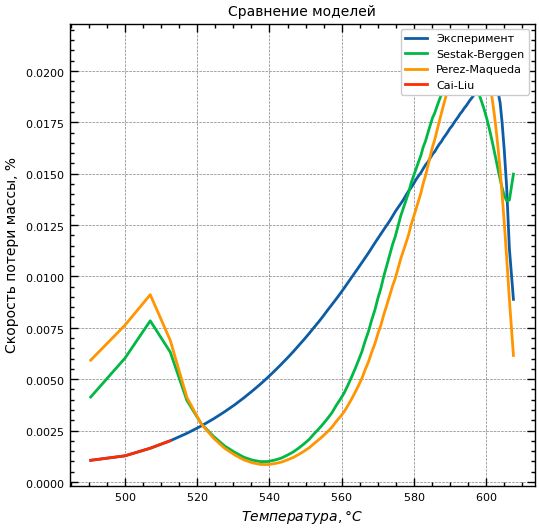 Сравнение моделей
Эксперимент
Sestak-Berggen
Perez-Maqueda
Cai-Liu
Скорость потери массы, %
0.0200
0.0175
0.0150
0.0125
0.0100
0.0075
0.0050
0.0025
0.0000
500 520 540 560 580 600
Температура, °C